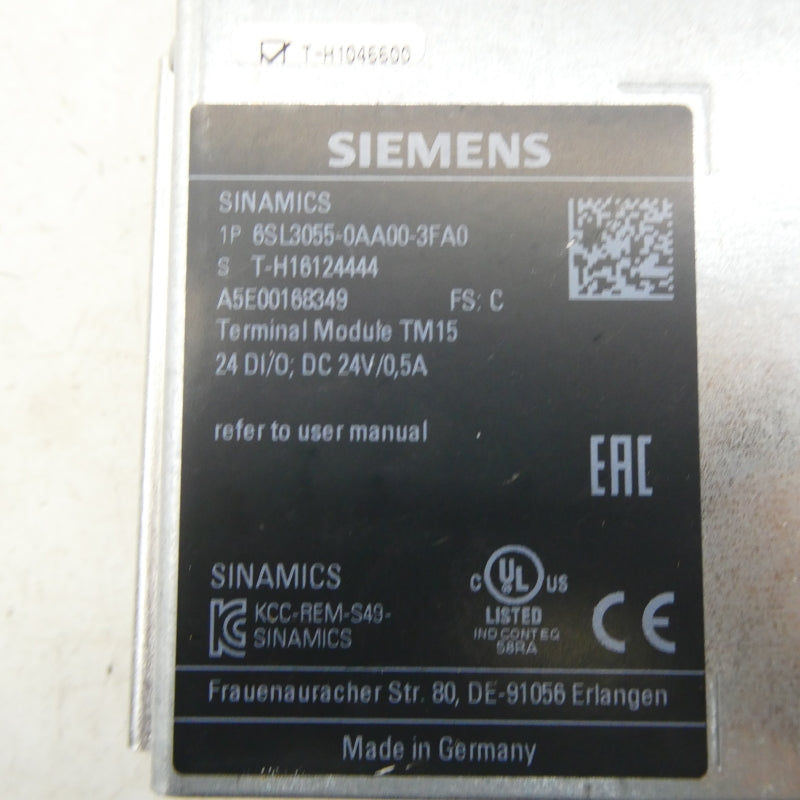 T-H1046600
SIEMENS
SINAMICS
1P 6SL3055-0AA00-3FA0
S T-H16124444
A5E00168349 FS: C
Terminal Module TM15
24 DI/O; DC 24V/0,5A
refer to user manual
EAC
SINAMICS
KCC-REM-S49-
SINAMICS
C UL US
LISTED
IND CONT EQ
58RA
CE
Frauenauracher Str. 80, DE-91056 Erlangen
Made in Germany